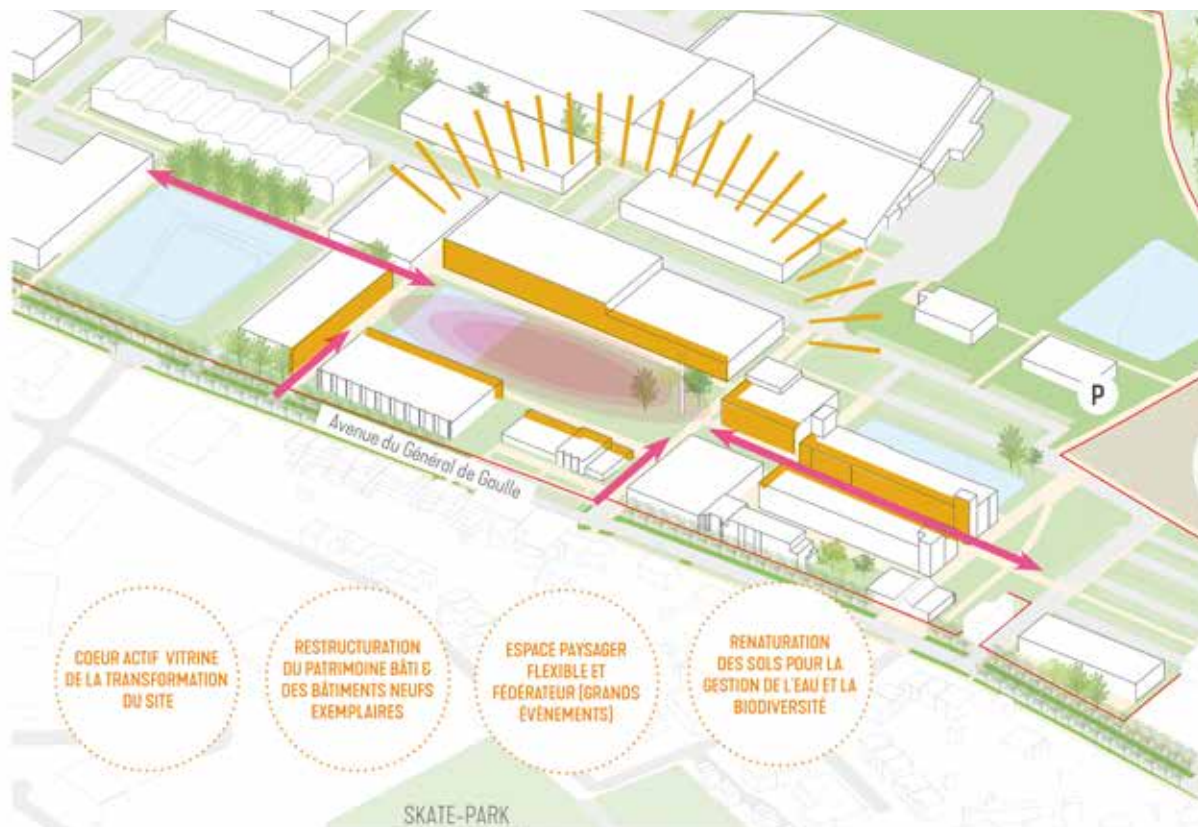 P
Avenue du Général de Gaulle
COEUR ACTIF VITRINE
DE LA TRANSFORMATION
DU SITE
RESTRUCTURATION
DU PATRIMOINE BÂTI &
DES BÂTIMENTS NEUFS
EXEMPLAIRES
ESPACE PAYSAGER
FLEXIBLE ET
FÉDÉRATEUR (GRANDS
ÉVÈNEMENTS)
RENATURATION
DES SOLS POUR LA
GESTION DE L'EAU ET LA
BIODIVERSITÉ
SKATE-PARK